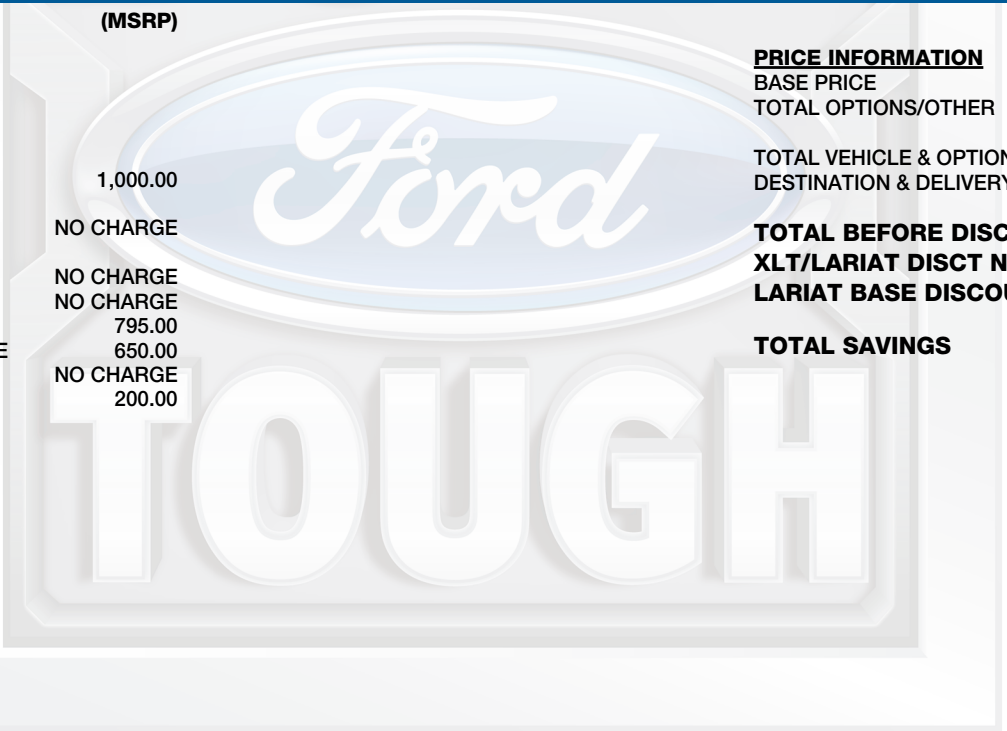 (MSRP)
1,000.00
NO CHARGE
NO CHARGE
NO CHARGE
795.00
E 650.00
NO CHARGE
200.00
PRICE INFORMATION
BASE PRICE
TOTAL OPTIONS/OTHER
TOTAL VEHICLE & OPTION
DESTINATION & DELIVERY
TOTAL BEFORE DISC
XLT/LARIAT DISCT N
LARIAT BASE DISCOU
TOTAL SAVINGS
Ford
TOUGH